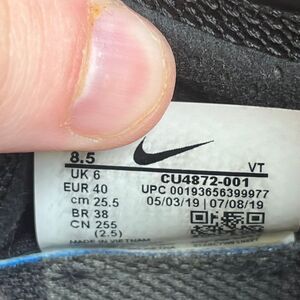 8.5
VT
UK 6
CU4872-001
EUR 40
UPC 00193656399977
cm 25.5
05/03/19 | 07/08/19
BR 38
CN 255
(2.5)
MADE IN VIETNAM